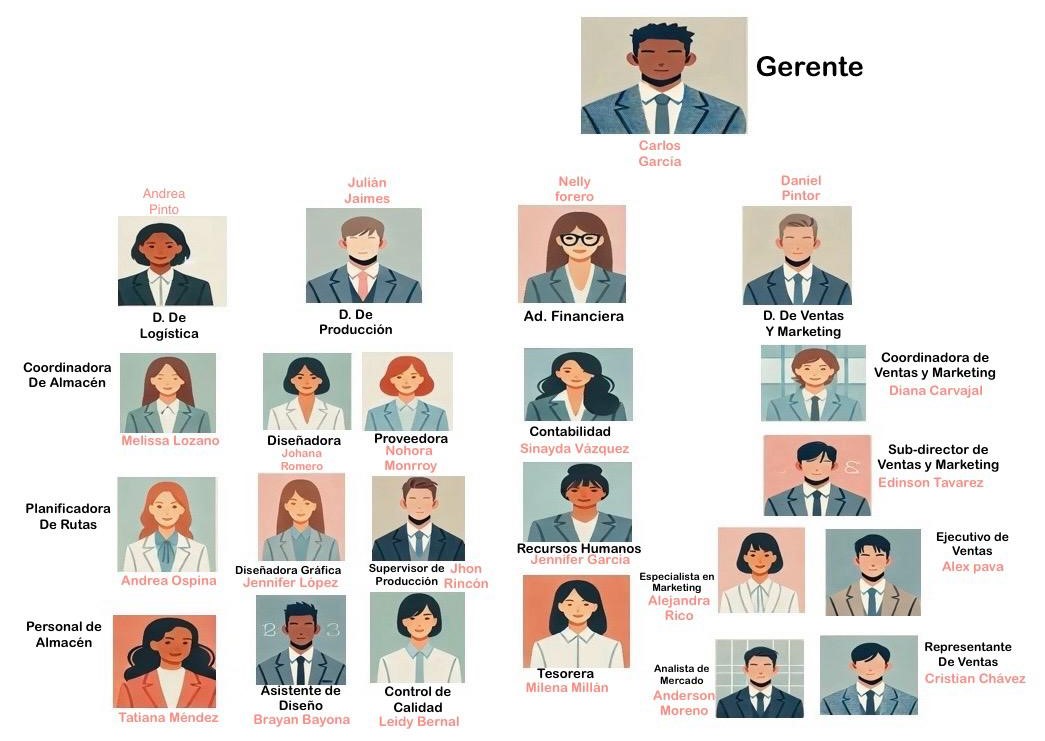 Gerente
Carlos
García
Andrea
Pinto
D. De
Logística
Julián
Jaimes
D. De
Producción
Nelly
forero
Ad. Financiera
Daniel
Pintor
D. De Ventas
Y Marketing
Coordinadora
De Almacén
Melissa Lozano
Diseñadora
Johana
Romero
Proveedora
Nohora
Monrroy
Contabilidad
Sinayda Vázquez
Coordinadora de
Ventas y Marketing
Diana Carvajal
Sub-director de
Ventas y Marketing
Edinson Tavarez
Planificadora
De Rutas
Andrea Ospina
Diseñadora Gráfica
Jennifer López
Supervisor de
Producción
Jhon
Rincón
Recursos Humanos
Jennifer Garcia
Especialista en
Marketing
Alejandra
Rico
Ejecutivo de
Ventas
Alex pava
Personal de
Almacén
Tatiana Méndez
2 3
Asistente de
Diseño
Brayan Bayona
Control de
Calidad
Leidy Bernal
Tesorera
Milena Millán
Analista de
Mercado
Anderson
Moreno
Representante
De Ventas
Cristian Chávez